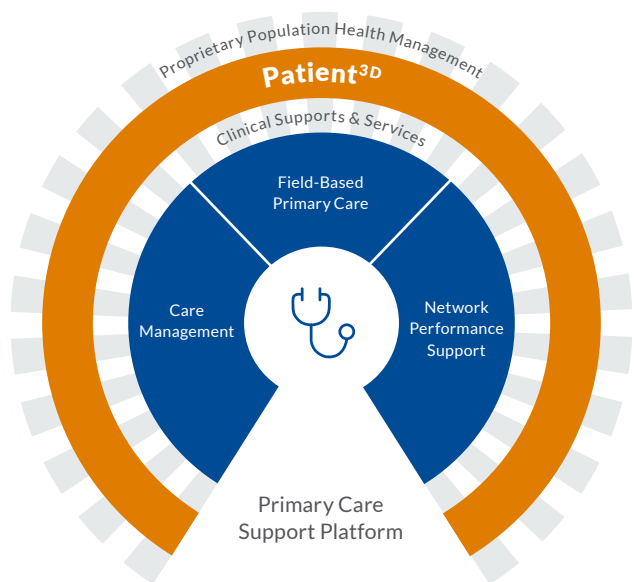 Proprietary Population Health Management
Patient³ᴰ
Clinical Supports & Services
Field-Based
Primary Care
Care
Management
Network
Performance
Support
Primary Care
Support Platform